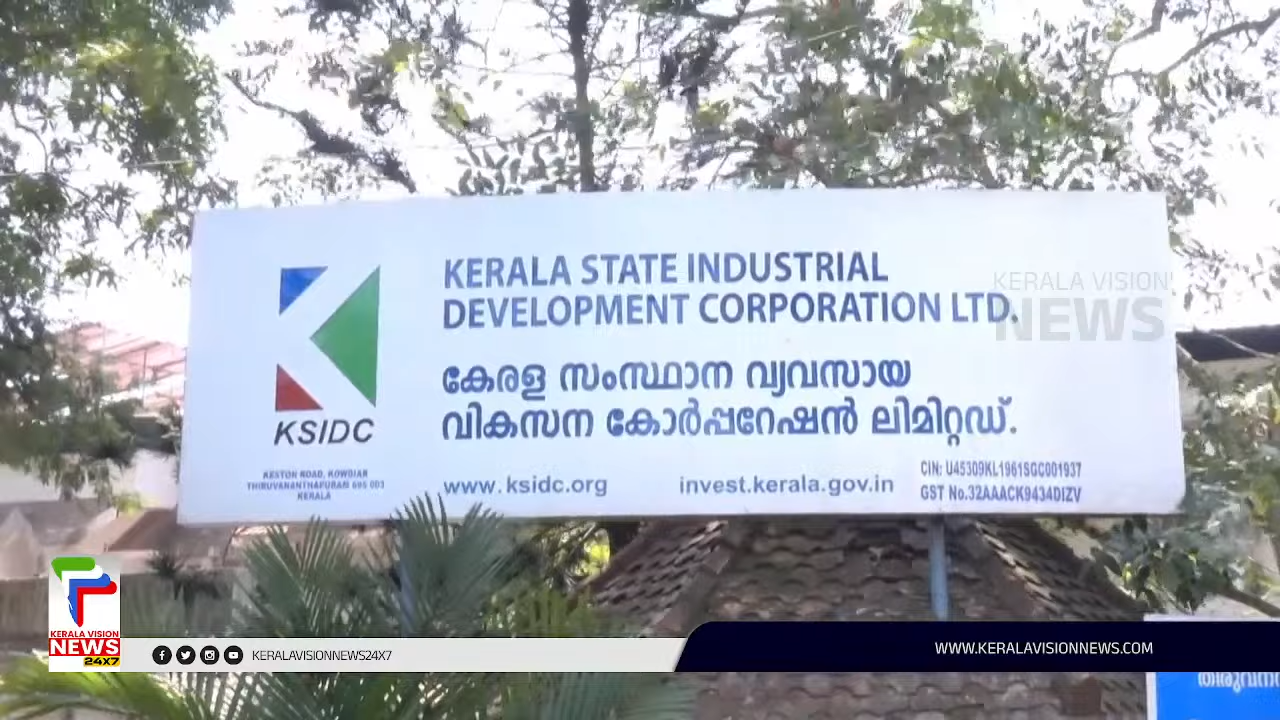 KERALA STATE INDUSTRIAL
DEVELOPMENT CORPORATION LTD.
കേരള സംസ്ഥാന വ്യവസായ
വികസന കോർപ്പറേഷൻ ലിമിറ്റഡ്.
KSIDC
KESTON ROAD, KOWDIAR
THIRUVANANTHAPURAM 695 003
KERALA
www.ksidc.org
invest.kerala.gov.in
CIN: U45309KL1961SGC001937
GST No.32AAACK9434DIZV
KERALA VISION
NEWS
KERALA VISION
NEWS
24X7
KERALAVISIONNEWS24X7
WWW.KERALAVISIONNEWS.COM